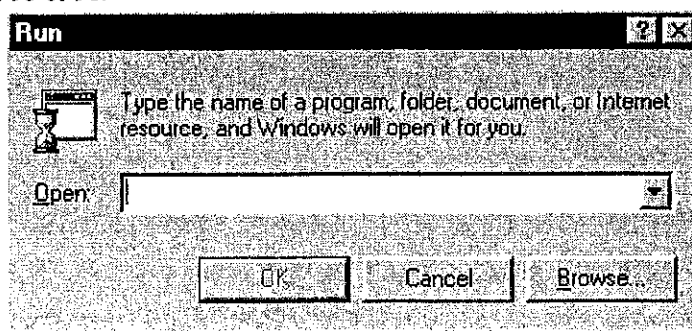 Run
Type the name of a program, folder, document, or Internet
resource, and Windows will open it for you.
Open:
OK
Cancel
Browse...